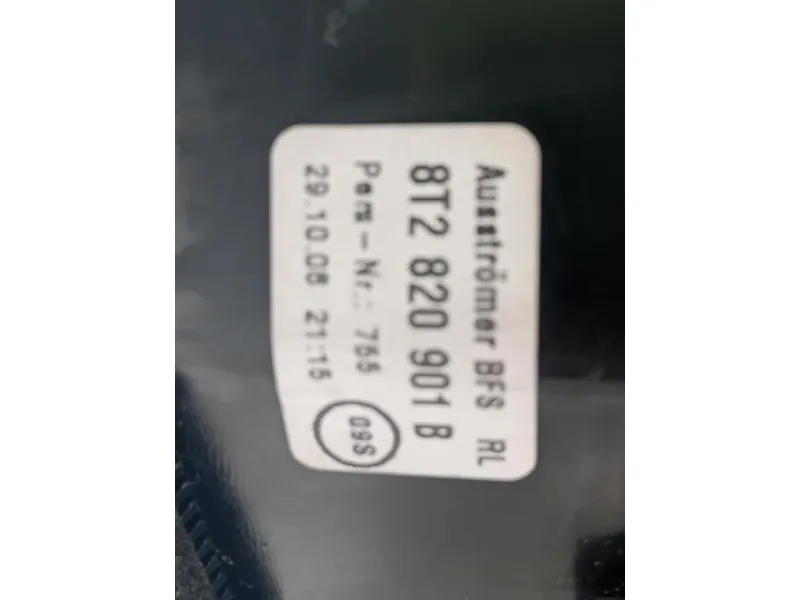 Ausströmer BFS RL
8T2 820 901 B
Pers-Nr.: 755
29.10.08 21:15
09S